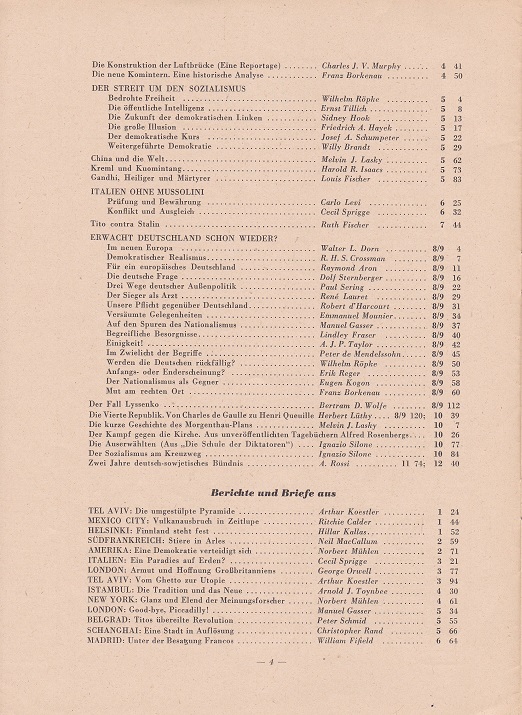 Die Konstruktion der Luftbrücke (Eine Reportage) ........ Charles J. V. Murphy ...... 4 41
Die neue Komintern. Eine historische Analyse ........... Franz Borkenau .......... 4 50
DER STREIT UM DEN SOZIALISMUS
Bedrohte Freiheit ................ Wilhelm Röpke ........... 5 4
Die öffentliche Intelligenz ................ Ernst Tillich ............. 5 8
Die Zukunft der demokratischen Linken ........... Sidney Hook ............. 5 13
Die große Illusion ................ Friedrich A. Hayek ........ 5 17
Der demokratische Kurs ................ Josef A. Schumpeter ...... 5 22
Weitergeführte Demokratie ................ Willy Brandt ............ 5 29
China und die Welt................ Melvin J. Lasky .......... 5 62
Kreml und Kuomintang................ Harold R. Isaacs .......... 5 73
Gandhi, Heiliger und Märtyrer ................ Louis Fischer ............ 5 83
ITALIEN OHNE MUSSOLINI
Prüfung und Bewährung ................ Carlo Levi .............. 6 25
Konflikt und Ausgleich ................ Cecil Sprigge ............ 6 32
Tito contra Stalin ................ Ruth Fischer ............ 7 44
ERWACHT DEUTSCHLAND SCHON WIEDER?
Im neuen Europa ................ Walter L. Dorn .......... 8/9 4
Demokratischer Realismus................ R. H. S. Crossman ........ 8/9 7
Für ein europäisches Deutschland ................ Raymond Aron .......... 8/9 11
Die deutsche Frage ................ Dolf Sternberger .......... 8/9 16
Drei Wege deutscher Außenpolitik ................ Paul Sering ............. 8/9 22
Der Sieger als Arzt ................ René Lauret ............. 8/9 29
Unsere Pflicht gegenüber Deutschland........... Robert d'Harcourt ........ 8/9 31
Versäumte Gelegenheiten ................ Emmanuel Mounier........ 8/9 34
Auf den Spuren des Nationalismus ................ Manuel Gasser ........... 8/9 37
Begreifliche Besorgnisse................ Lindley Fraser .......... 8/9 40
Einigkeit! ................ A. J. P. Taylor .......... 8/9 42
Im Zwielicht der Begriffe ................ Peter de Mendelssohn...... 8/9 45
Werden die Deutschen rückfällig? ................ Wilhelm Röpke .......... 8/9 50
Anfangs- oder Enderscheinung? ................ Erik Reger ............. 8/9 53
Der Nationalismus als Gegner ................ Eugen Kogon ............ 8/9 58
Mut am rechten Ort ................ Franz Borkenau .......... 8/9 60
Der Fall Lyssenko ................ Bertram D. Wolfe ........ 8/9 112
Die Vierte Republik. Von Charles de Gaulle zu Henri Queuille Herbert Lüthy .... 8/9 120; 10 39
Die kurze Geschichte des Morgenthau-Plans ........... Melvin J. Lasky .......... 10 7
Der Kampf gegen die Kirche. Aus unveröffentlichten Tagebüchern Alfred Rosenbergs.... 10 26
Die Auserwählten (Aus „Die Schule der Diktatoren") .... Ignazio Silone ........... 10 77
Der Sozialismus am Kreuzweg ................ Ignazio Silone ........... 10 84
Zwei Jahre deutsch-sowjetisches Bündnis ........... A. Rossi ........ 11 74; 12 40
Berichte und Briefe aus
TEL AVIV: Die umgestülpte Pyramide ................ Arthur Koestler .......... 1 24
MEXICO CITY: Vulkanausbruch in Zeitlupe ........... Ritchie Calder ........... 1 44
HELSINKI: Finnland steht fest ................ Hillar Kallas............. 1 52
SÜDFRANKREICH: Stiere in Arles ................ Neil MacCallum .......... 2 59
AMERIKA: Eine Demokratie verteidigt sich ........... Norbert Mühlen .......... 2 71
ITALIEN: Ein Paradies auf Erden? ................ Cecil Sprigge ............ 3 21
LONDON: Armut und Hoffnung Großbritanniens ........ George Orwell ........... 3 77
TEL AVIV: Vom Ghetto zur Utopie ................ Arthur Koestler .......... 3 94
ISTAMBUL: Die Tradition und das Neue ........... Arnold J. Toynbee ........ 4 30
NEW YORK: Glanz und Elend der Meinungsforscher ...... Norbert Mühlen .......... 4 61
LONDON: Good-bye, Piccadilly! ................ Manuel Gasser ........... 5 34
BELGRAD: Titos übereilte Revolution ................ Peter Schmid ............ 5 55
SCHANGHAI: Eine Stadt in Auflösung ................ Christopher Rand ........ 5 66
MADRID: Unter der Besatzung Francos ................ William Fifield .......... 6 64
— 4 —